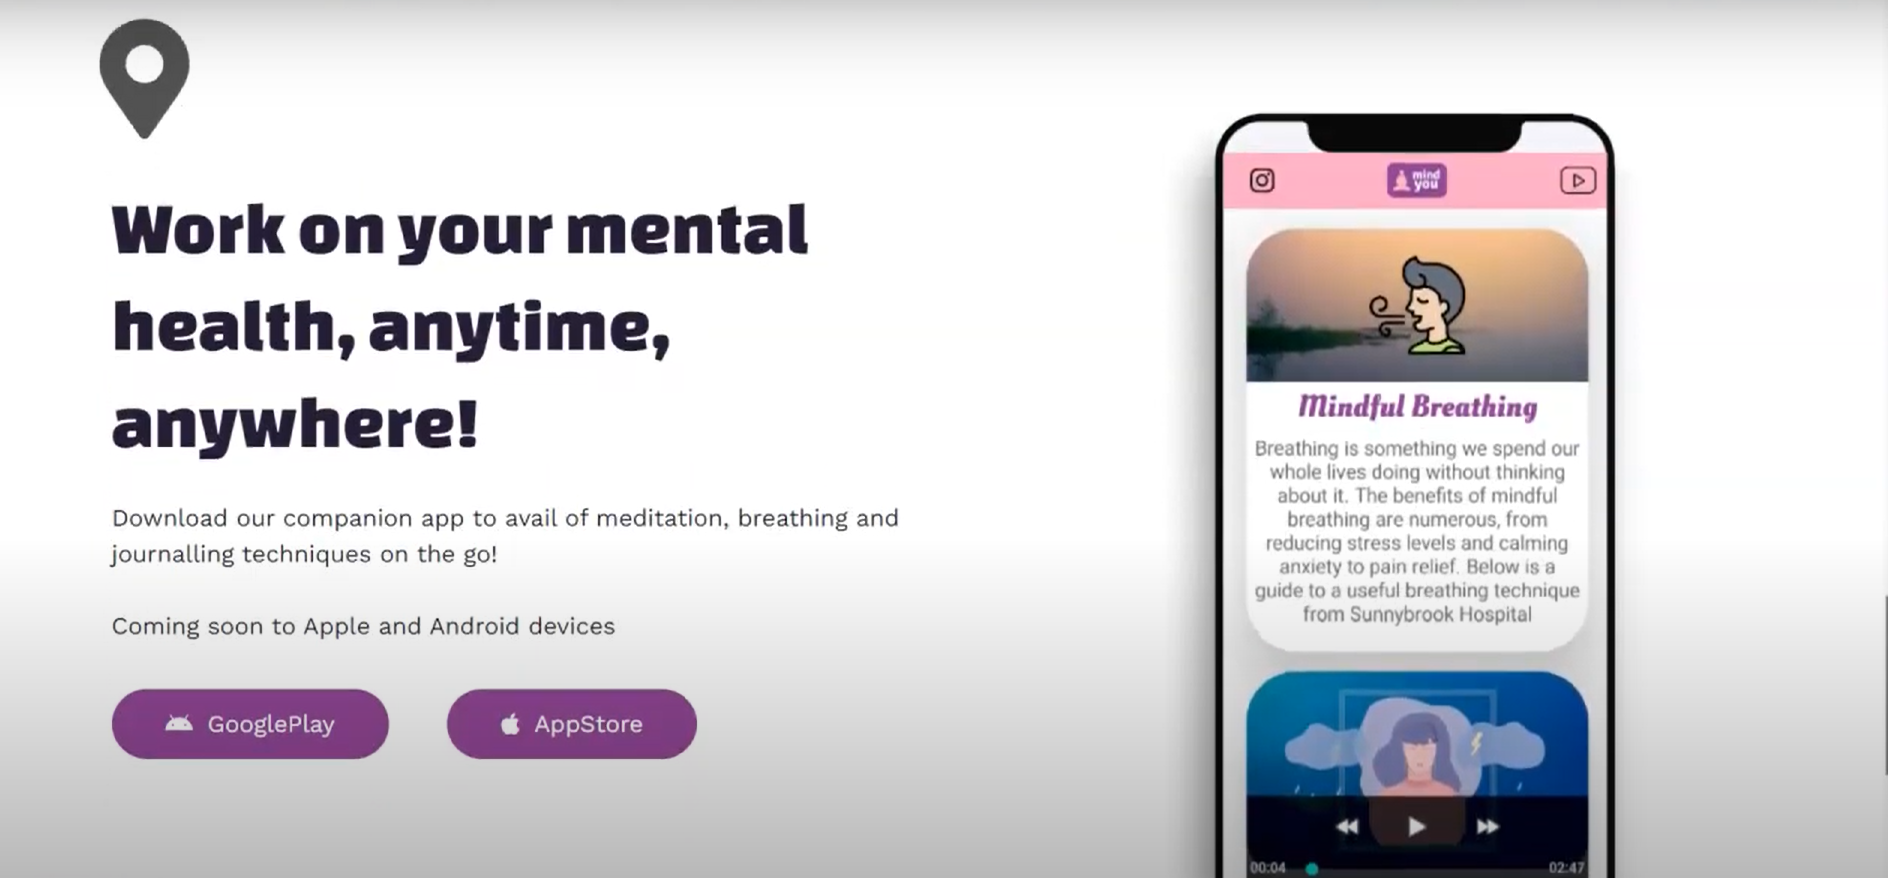 Work on your mental
health, anytime,
anywhere!
Download our companion app to avail of meditation, breathing and
journalling techniques on the go!
Coming soon to Apple and Android devices
GooglePlay
AppStore
mind
you
Mindful Breathing
Breathing is something we spend our
whole lives doing without thinking
about it. The benefits of mindful
breathing are numerous, from
reducing stress levels and calming
anxiety to pain relief. Below is a
guide to a useful breathing technique
from Sunnybrook Hospital
00:04
02:47